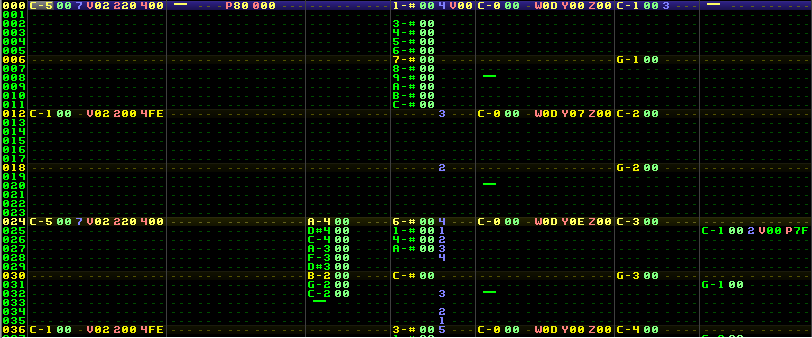 000 C-5 00 7 V02 220 400 P80 000 1-# 00 4 V00 C-0 00 W0D Y00 Z00 C-1 00 3
001
002 3-# 00
003 4-# 00
004 5-# 00
005 6-# 00
006 7-# 00 G-1 00
007 8-# 00
008 9-# 00
009 A-# 00
010 B-# 00
011 C-# 00
012 C-1 00 V02 200 4FE 3 C-0 00 W0D Y07 Z00 C-2 00
013
014
015
016
017
018 2 G-2 00
019
020
021
022
023
024 C-5 00 7 V02 220 400 A-4 00 6-# 00 4 C-0 00 W0D Y0E Z00 C-3 00
025 D#4 00 1-# 00 1 C-1 00 2 V00 P7F
026 C-4 00 4-# 00 2
027 A-3 00 A-# 00 3
028 F-3 00 4
029 D#3 00
030 B-2 00 C-# 00 G-3 00
031 G-2 00 G-1 00
032 C-2 00 3
033
034 2
035 1
036 C-1 00 V02 200 4FE 3-# 00 5 C-0 00 W0D Y00 Z00 C-4 00